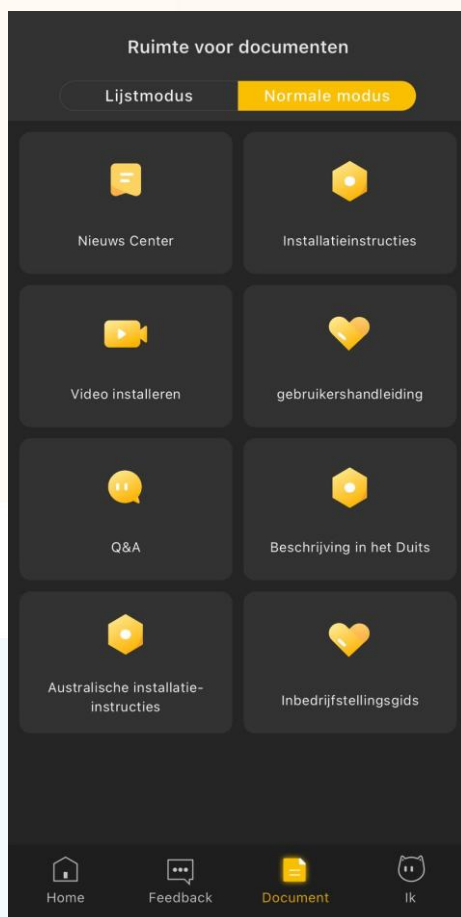 Ruimte voor documenten
Lijstmodus
Normale modus
Nieuws Center
Installatieinstructies
Video installeren
gebruikershandleiding
Q&A
Beschrijving in het Duits
Australische installatie-
instructies
Inbedrijfstellingsgids
Home
Feedback
Document
Ik